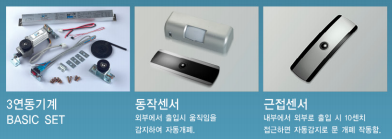 3연동기계
BASIC SET
동작센서
외부에서 출입시 움직임을
감지하여 자동개폐.
근접센서
내부에서 외부로 출입 시 10센치
접근하면 자동감지로 문 개폐 작동함.